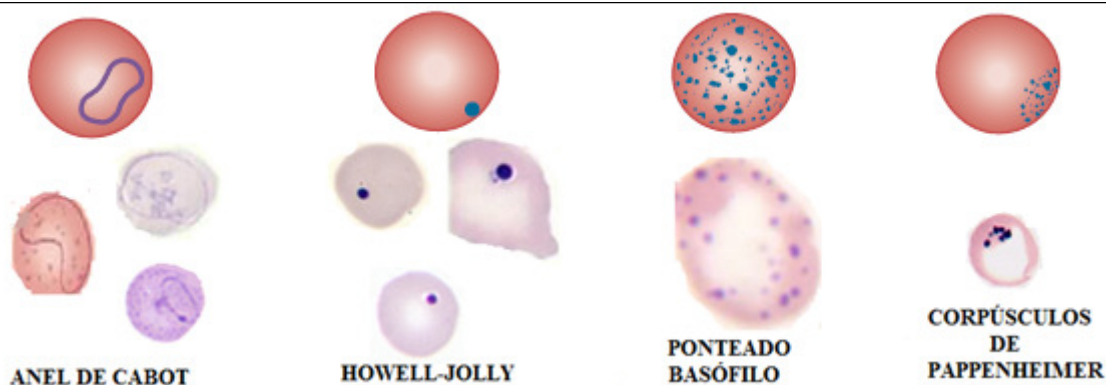 ANEL DE CABOT
HOWELL-JOLLY
PONTEADO
BASÓFILO
CORPÚSCULOS
DE
PAPPENHEIMER